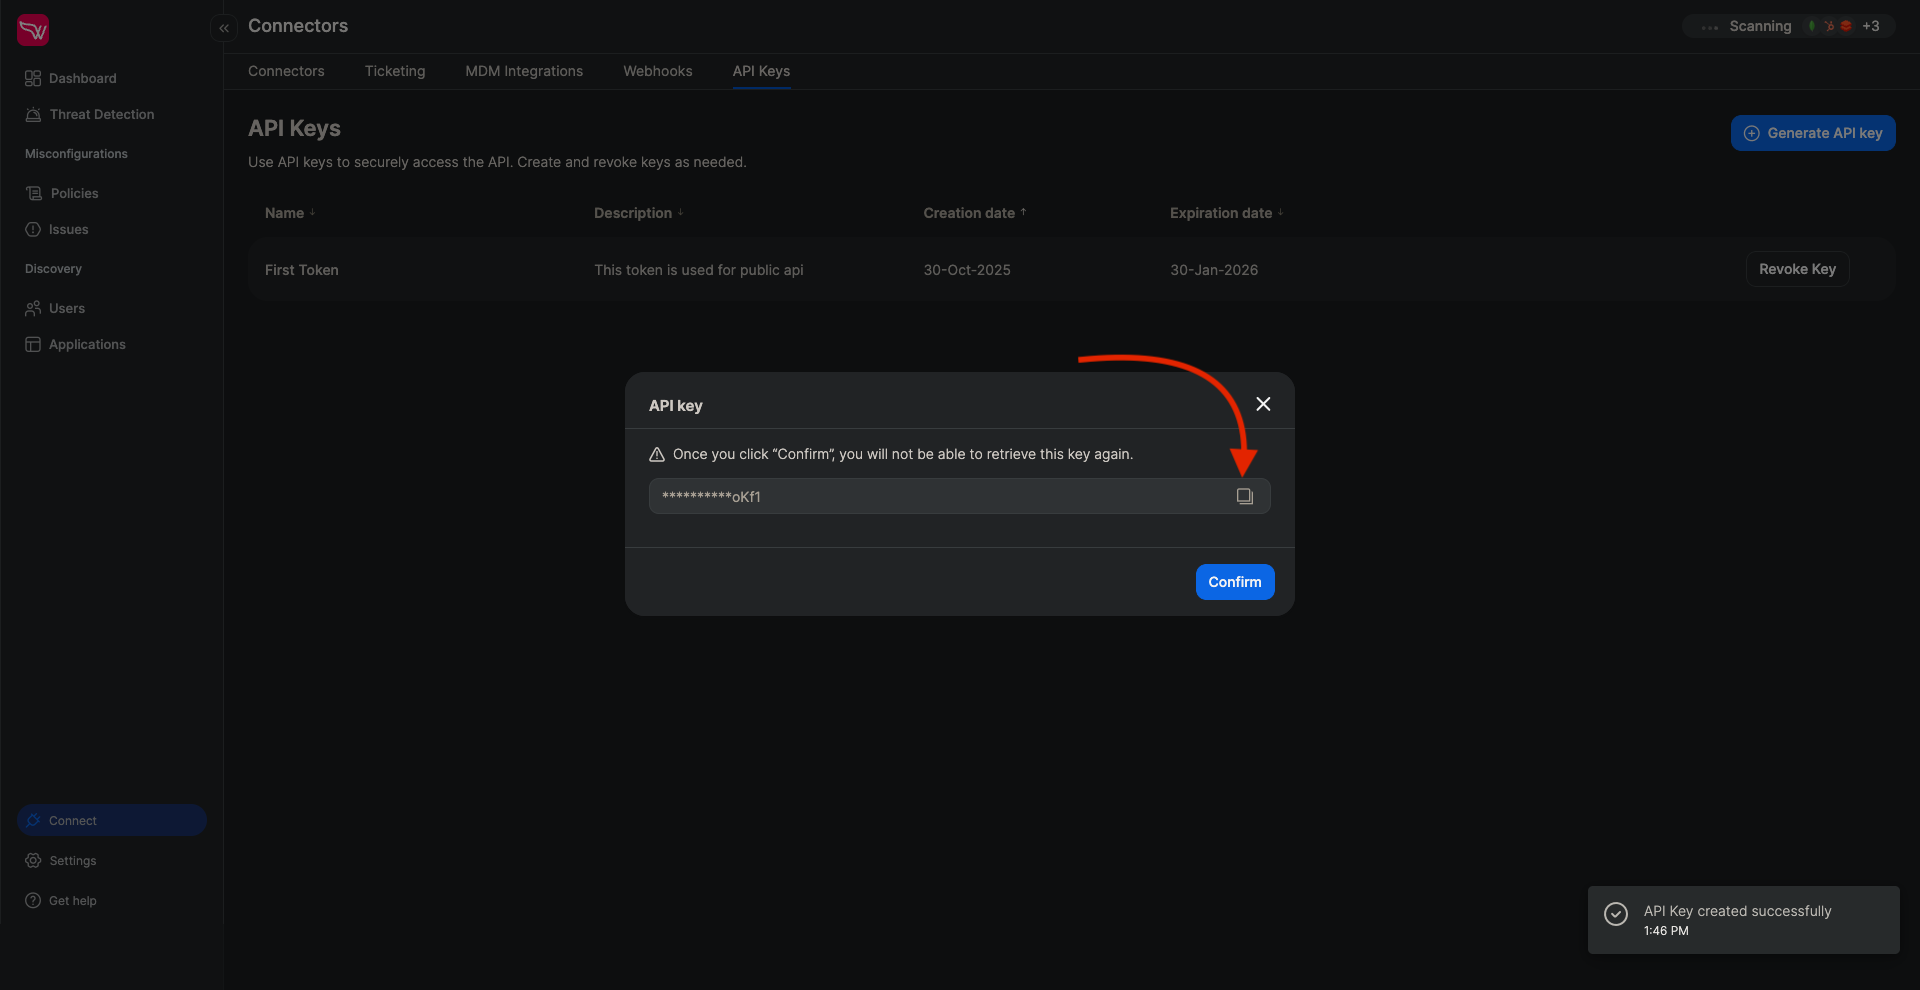 Connectors
Scanning +3
Connectors Ticketing MDM Integrations Webhooks API Keys
Dashboard
Threat Detection
Misconfigurations
Policies
Issues
Discovery
Users
Applications
Connect
Settings
Get help
API Keys
Generate API key
Use API keys to securely access the API. Create and revoke keys as needed.
Name ↓ Description ↓ Creation date ↑ Expiration date ↓
First Token This token is used for public api 30-Oct-2025 30-Jan-2026 Revoke Key
API key
Once you click “Confirm”, you will not be able to retrieve this key again.
**********oKf1
Confirm
API Key created successfully
1:46 PM